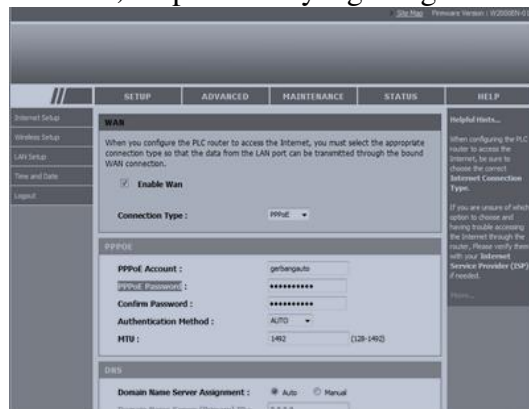 Site Map Firmware Version : W2000EN-01
SETUP ADVANCED MAINTENANCE STATUS HELP
Internet Setup
Wireless Setup
LAN Setup
Time and Date
Logout
WAN
When you configure the PLC router to access the Internet, you must select the appropriate
connection type so that the data from the LAN port can be transmitted through the bound
WAN connection.
Enable Wan
Connection Type : PPPoE
PPPOE
PPPoE Account : gerbangauto
PPPoE Password : ••••••••••
Confirm Password : ••••••••••
Authentication Method : AUTO
MTU : 1492 (128-1492)
DNS
Domain Name Server Assignment : Auto Manual
Helpful Hints...
When configuring the PLC
router to access the
Internet, be sure to
choose the correct
Internet Connection
Type.
If you are unsure of which
option to choose and
having trouble accessing
the Internet through the
router, Please verify them
with your Internet
Service Provider (ISP)
if needed.
More...